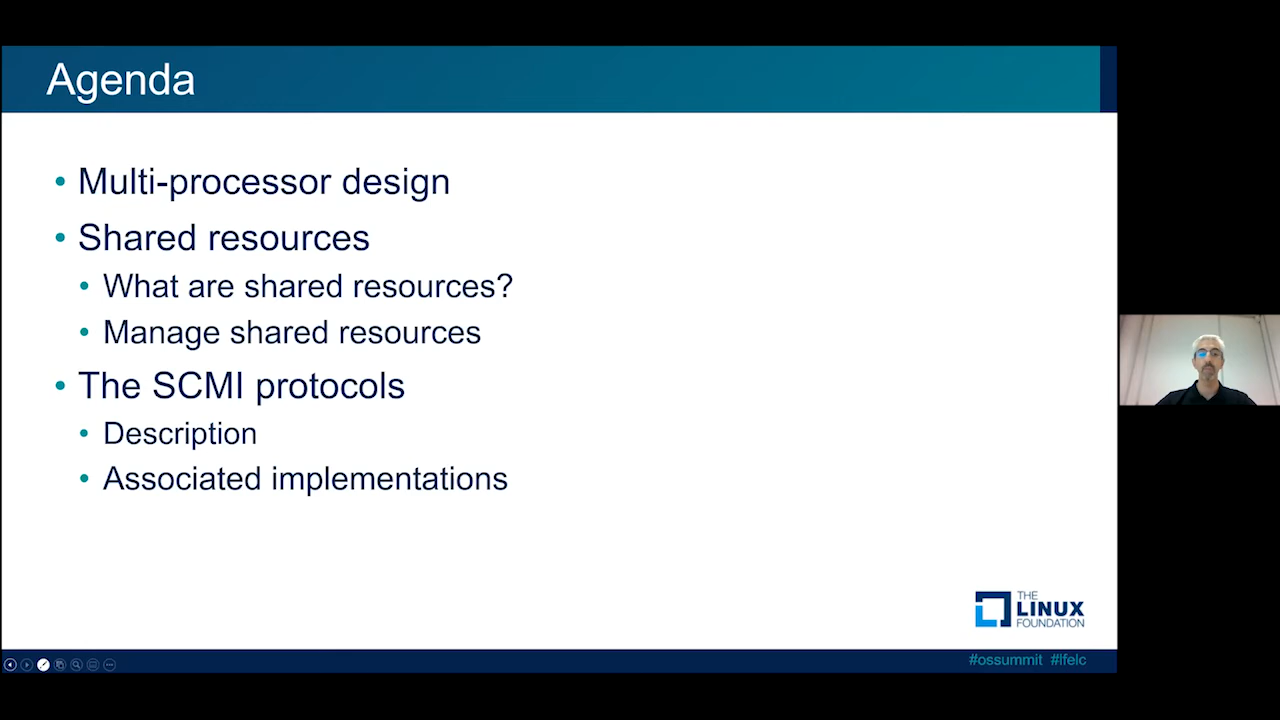 Agenda
• Multi-processor design
• Shared resources
• What are shared resources?
• Manage shared resources
• The SCMI protocols
• Description
• Associated implementations
THE
LINUX
FOUNDATION
#ossummit #lfelc